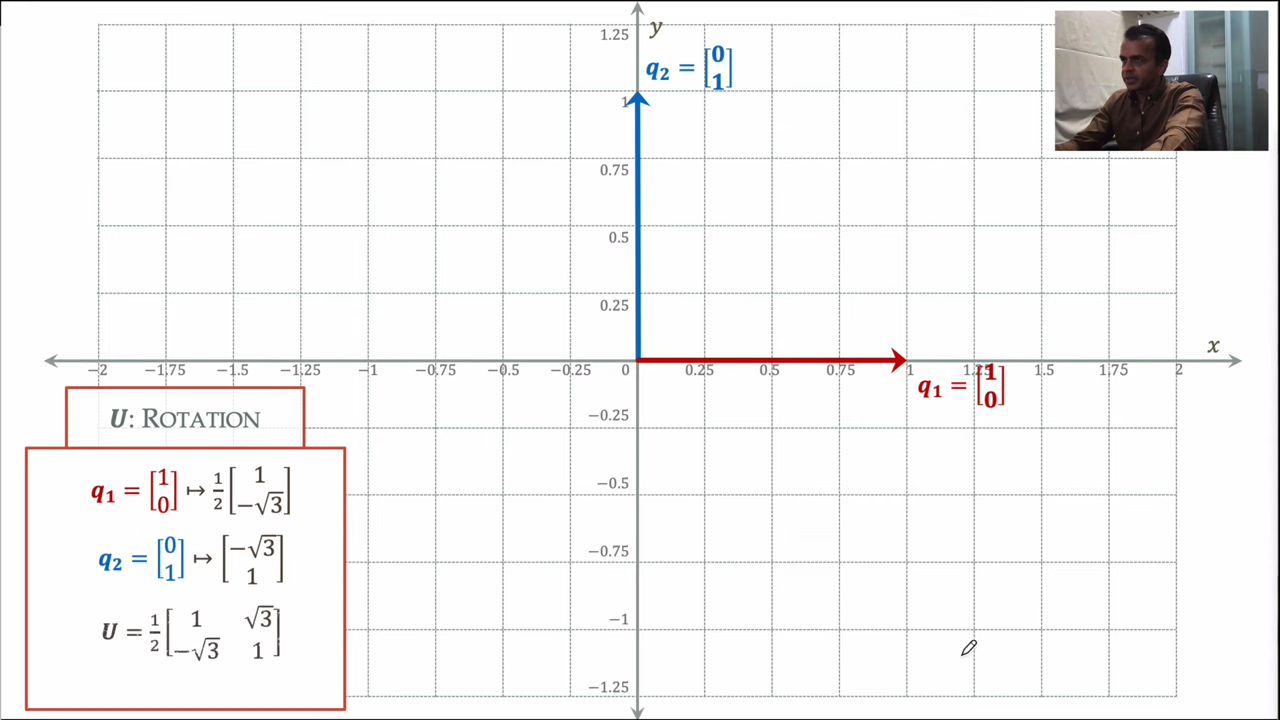 y
1.25
q₂ = [0 1]
1
0.75
0.5
0.25
x
−2 −1.75 −1.5 −1.25 −1 −0.75 −0.5 −0.25 0 0.25 0.5 0.75 1 1.25 1.5 1.75 2
q₁ = [1 0]
−0.25
−0.5
−0.75
−1
−1.25
U: ROTATION
q₁ = [1 0] ↦ 1/2 [1 −√3]
q₂ = [0 1] ↦ [−√3 1]
U = 1/2 [1 √3 −√3 1]